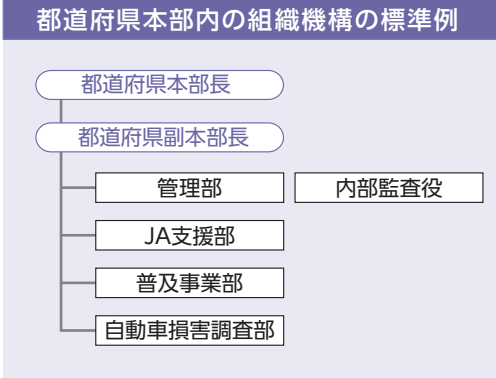 都道府県本部内の組織機構の標準例
都道府県本部長
都道府県副本部長
管理部 内部監査役
JA支援部
普及事業部
自動車損害調査部